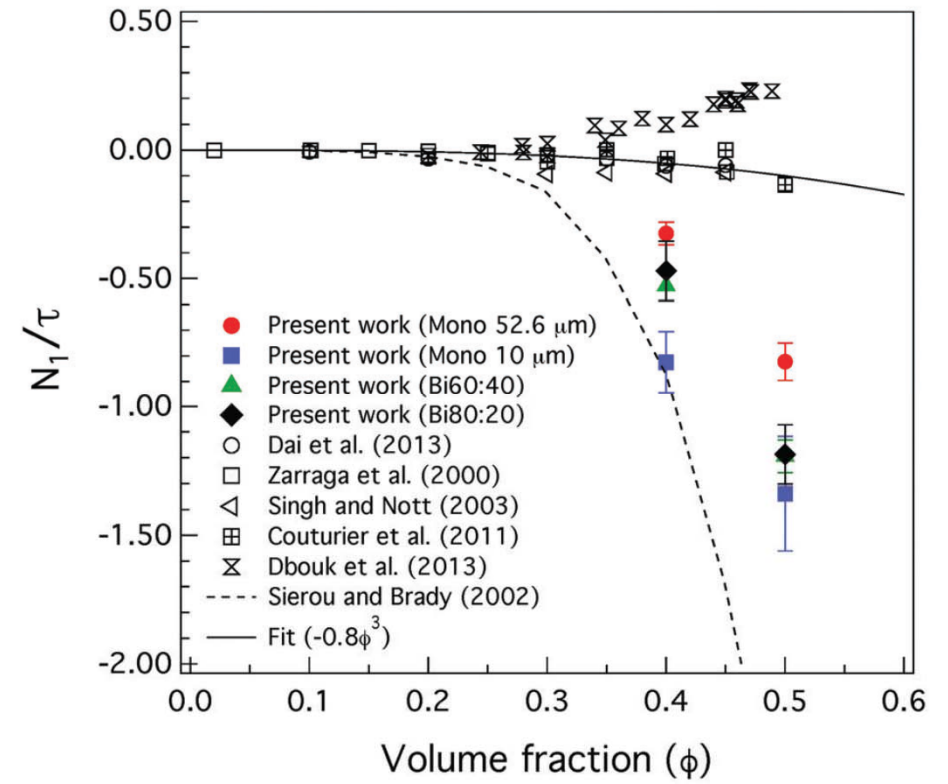 0.50
0.00
-0.50
-1.00
-1.50
-2.00
N₁/τ
Present work (Mono 52.6 μm)
Present work (Mono 10 μm)
Present work (Bi60:40)
Present work (Bi80:20)
Dai et al. (2013)
Zarraga et al. (2000)
Singh and Nott (2003)
Couturier et al. (2011)
Dbouk et al. (2013)
Sierou and Brady (2002)
Fit (-0.8ϕ³)
0.0 0.1 0.2 0.3 0.4 0.5 0.6
Volume fraction (ϕ)